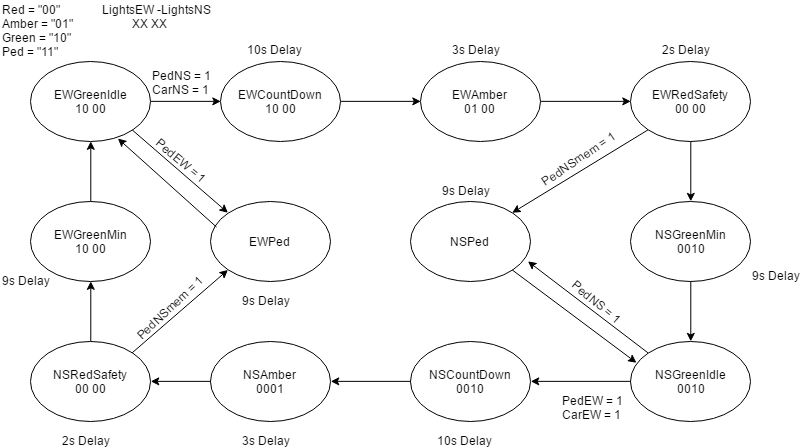 Red = "00" LightsEW -LightsNS
Amber = "01" XX XX
Green = "10"
Ped = "11"
10s Delay
3s Delay
2s Delay
EWGreenIdle
10 00
PedNS = 1
CarNS = 1
EWCountDown
10 00
EWAmber
01 00
EWRedSafety
00 00
PedEW = 1
PedNSmem = 1
9s Delay
EWGreenMin
10 00
EWPed
NSPed
NSGreenMin
0010
9s Delay
9s Delay
9s Delay
PedNSmem = 1
PedNS = 1
NSRedSafety
00 00
NSAmber
0001
NSCountDown
0010
NSGreenIdle
0010
PedEW = 1
CarEW = 1
2s Delay
3s Delay
10s Delay